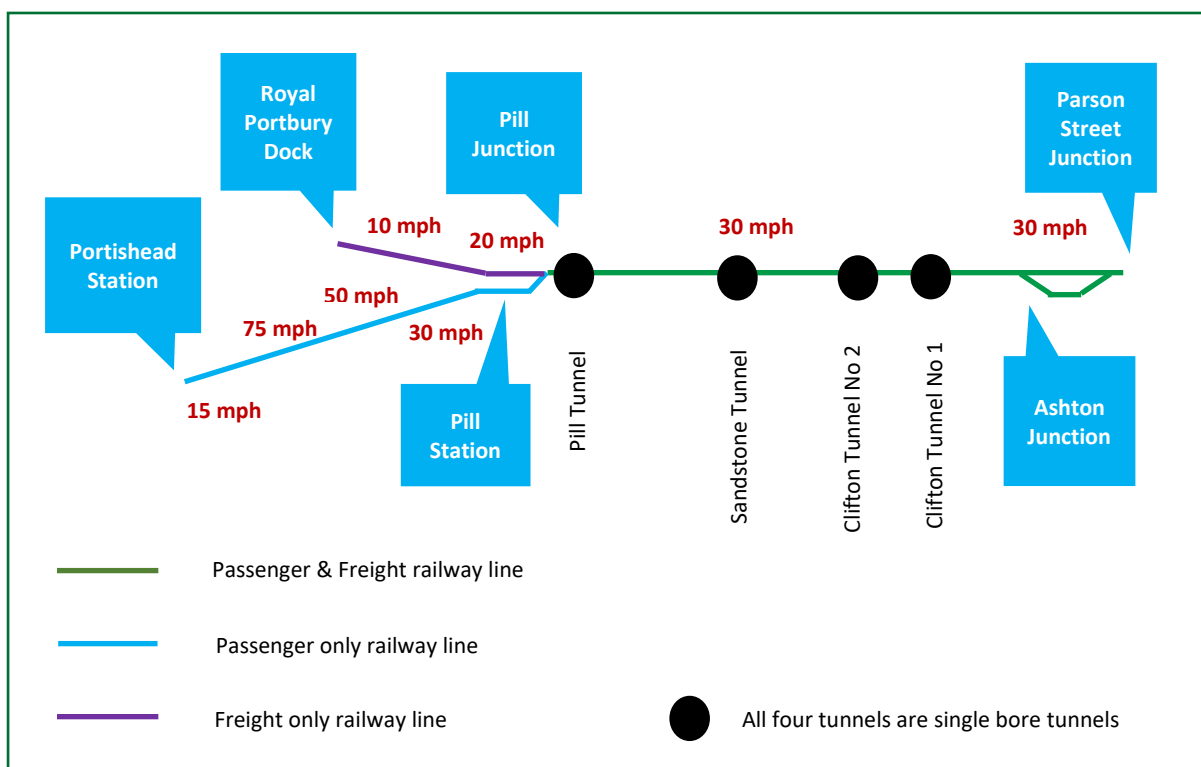 Royal
Portbury
Dock
Pill
Junction
Parson
Street
Junction
Portishead
Station
10 mph
20 mph
30 mph
30 mph
50 mph
75 mph
30 mph
15 mph
Pill
Station
Ashton
Junction
Pill Tunnel
Sandstone Tunnel
Clifton Tunnel No 2
Clifton Tunnel No 1
Passenger & Freight railway line
Passenger only railway line
Freight only railway line
All four tunnels are single bore tunnels